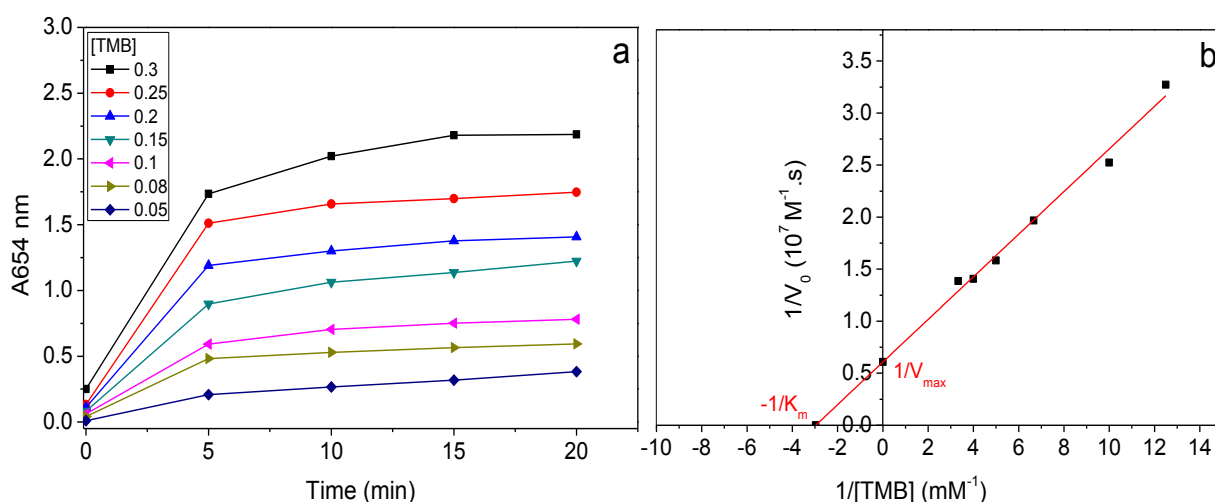 a
[TMB]
0.3
0.25
0.2
0.15
0.1
0.08
0.05
3.0
2.5
2.0
1.5
1.0
0.5
0.0
A654 nm
0 5 10 15 20
Time (min)
b
3.5
3.0
2.5
2.0
1.5
1.0
0.5
0.0
1/V₀ (10⁷ M⁻¹.s)
1/Vₘₐₓ
-1/Kₘ
-10 -8 -6 -4 -2 0 2 4 6 8 10 12 14
1/[TMB] (mM⁻¹)